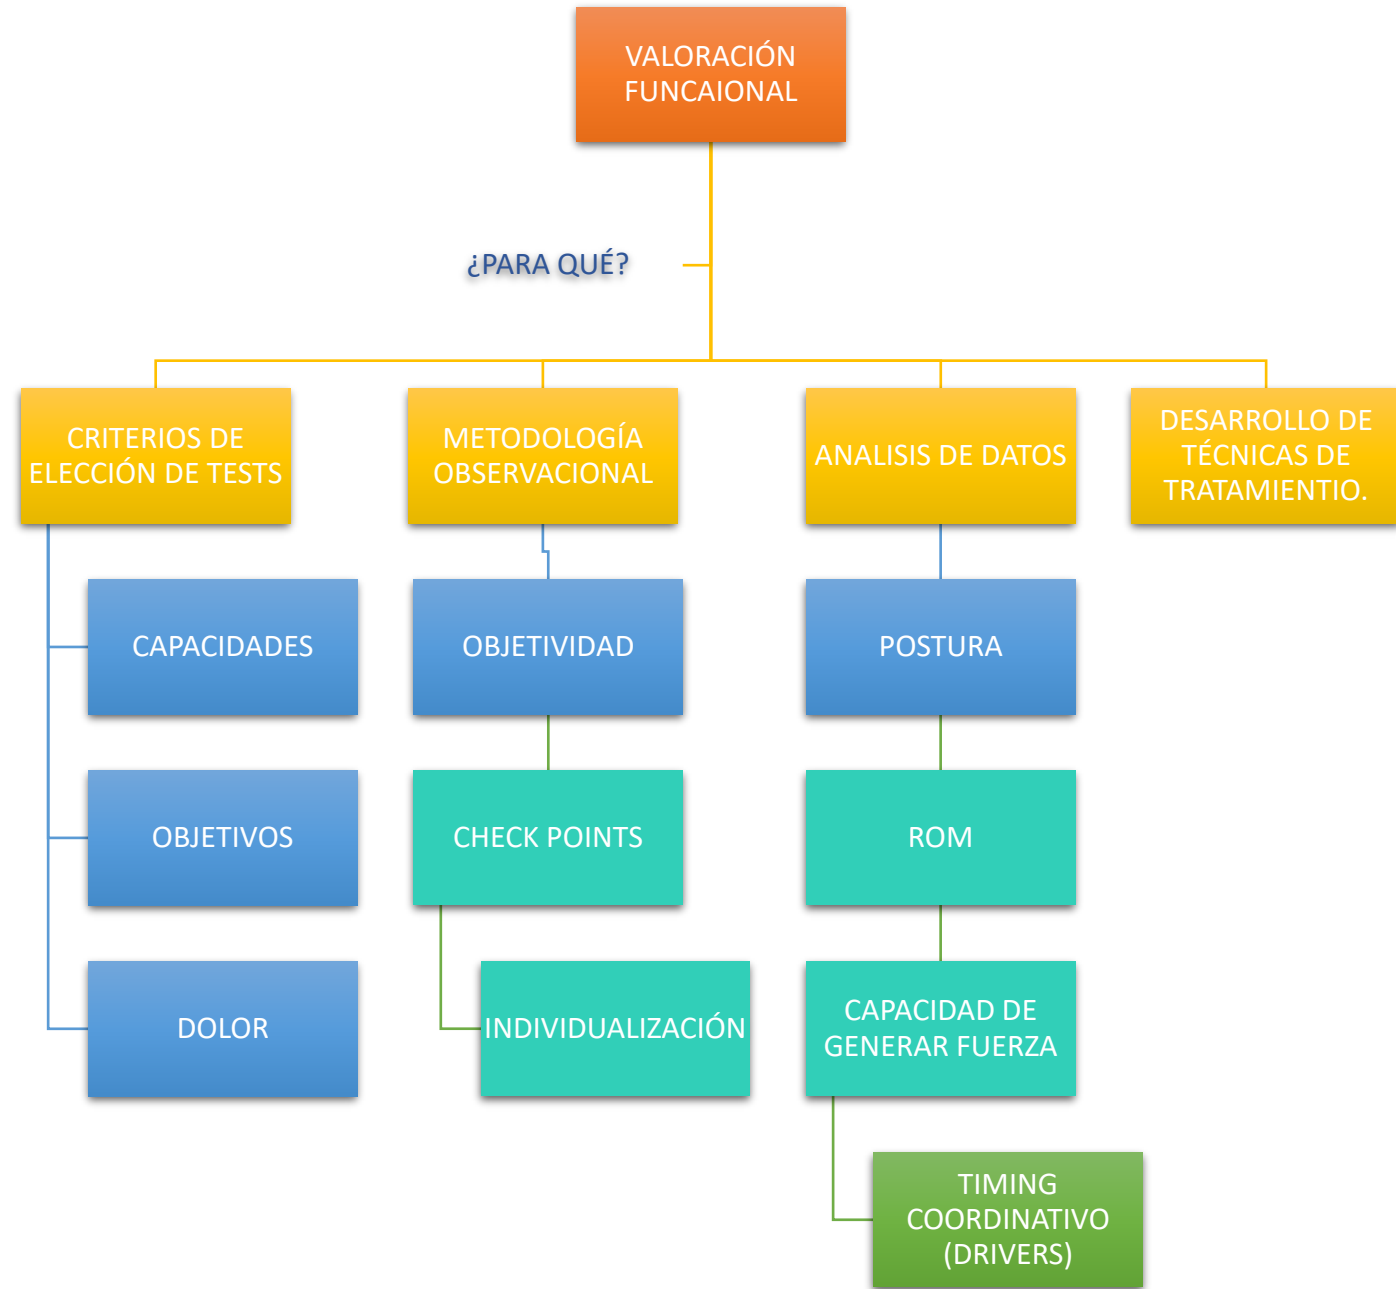 VALORACIÓN
FUNCAIONAL
¿PARA QUÉ?
CRITERIOS DE
ELECCIÓN DE TESTS
METODOLOGÍA
OBSERVACIONAL
ANALISIS DE DATOS
DESARROLLO DE
TÉCNICAS DE
TRATAMIENTIO.
CAPACIDADES
OBJETIVOS
DOLOR
OBJETIVIDAD
CHECK POINTS
INDIVIDUALIZACIÓN
POSTURA
ROM
CAPACIDAD DE
GENERAR FUERZA
TIMING
COORDINATIVO
(DRIVERS)